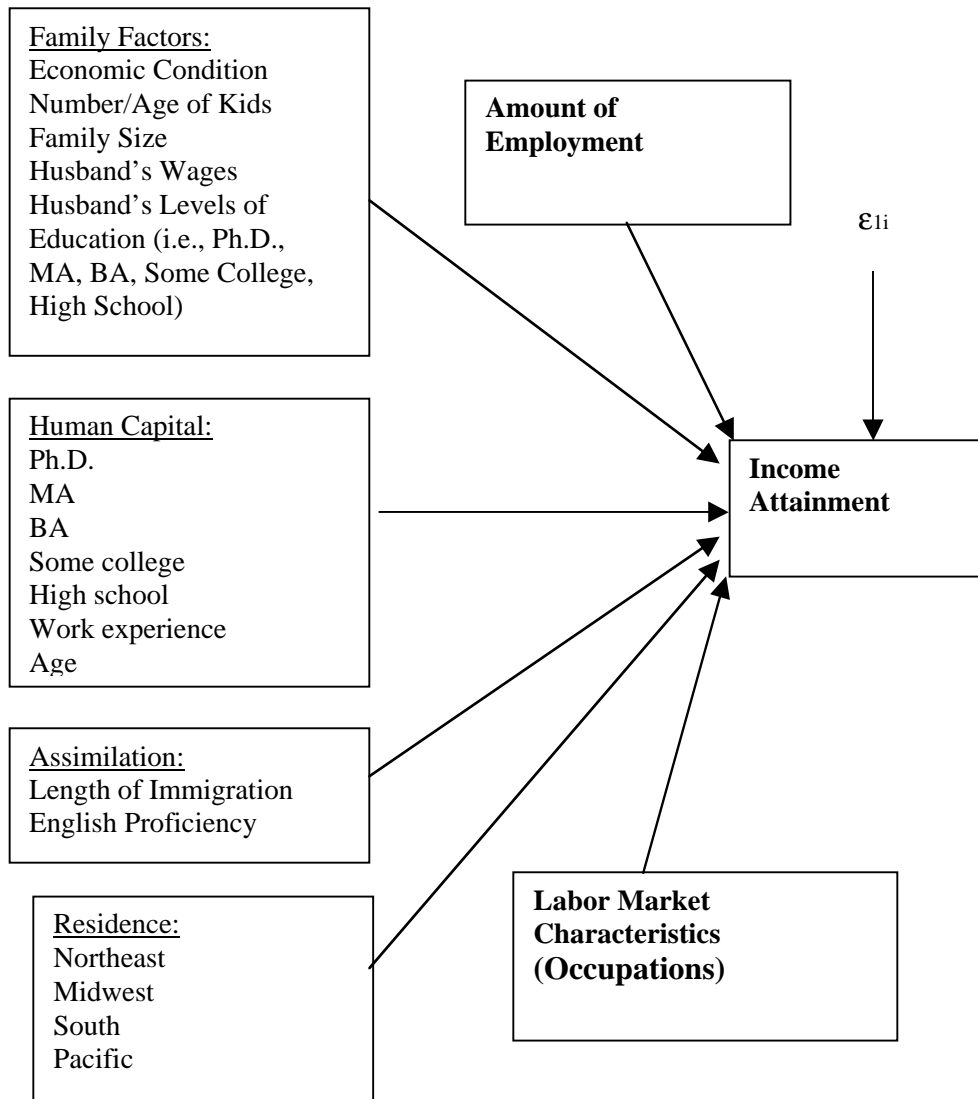 Family Factors:
Economic Condition
Number/Age of Kids
Family Size
Husband’s Wages
Husband’s Levels of
Education (i.e., Ph.D.,
MA, BA, Some College,
High School)
Amount of
Employment
εli
Human Capital:
Ph.D.
MA
BA
Some college
High school
Work experience
Age
Income
Attainment
Assimilation:
Length of Immigration
English Proficiency
Residence:
Northeast
Midwest
South
Pacific
Labor Market
Characteristics
(Occupations)